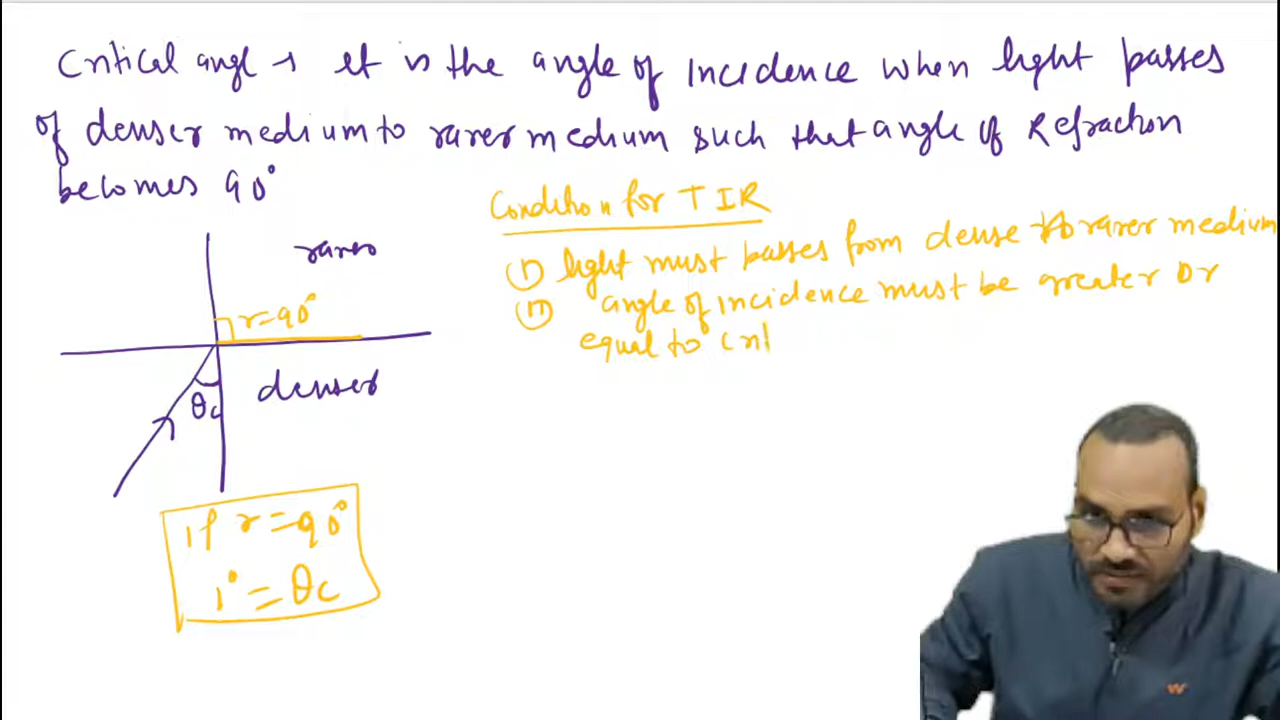 Critical angl → It is the angle of incidence when light passes
of denser medium to rarer medium such that angle of Refraction
becomes 90°
Condition for TIR
(I) light must passes from dense to rarer medium
(II) angle of incidence must be greater or
equal to cri
rarer
r=90°
denser
θc
if r=90°
i=θc
w